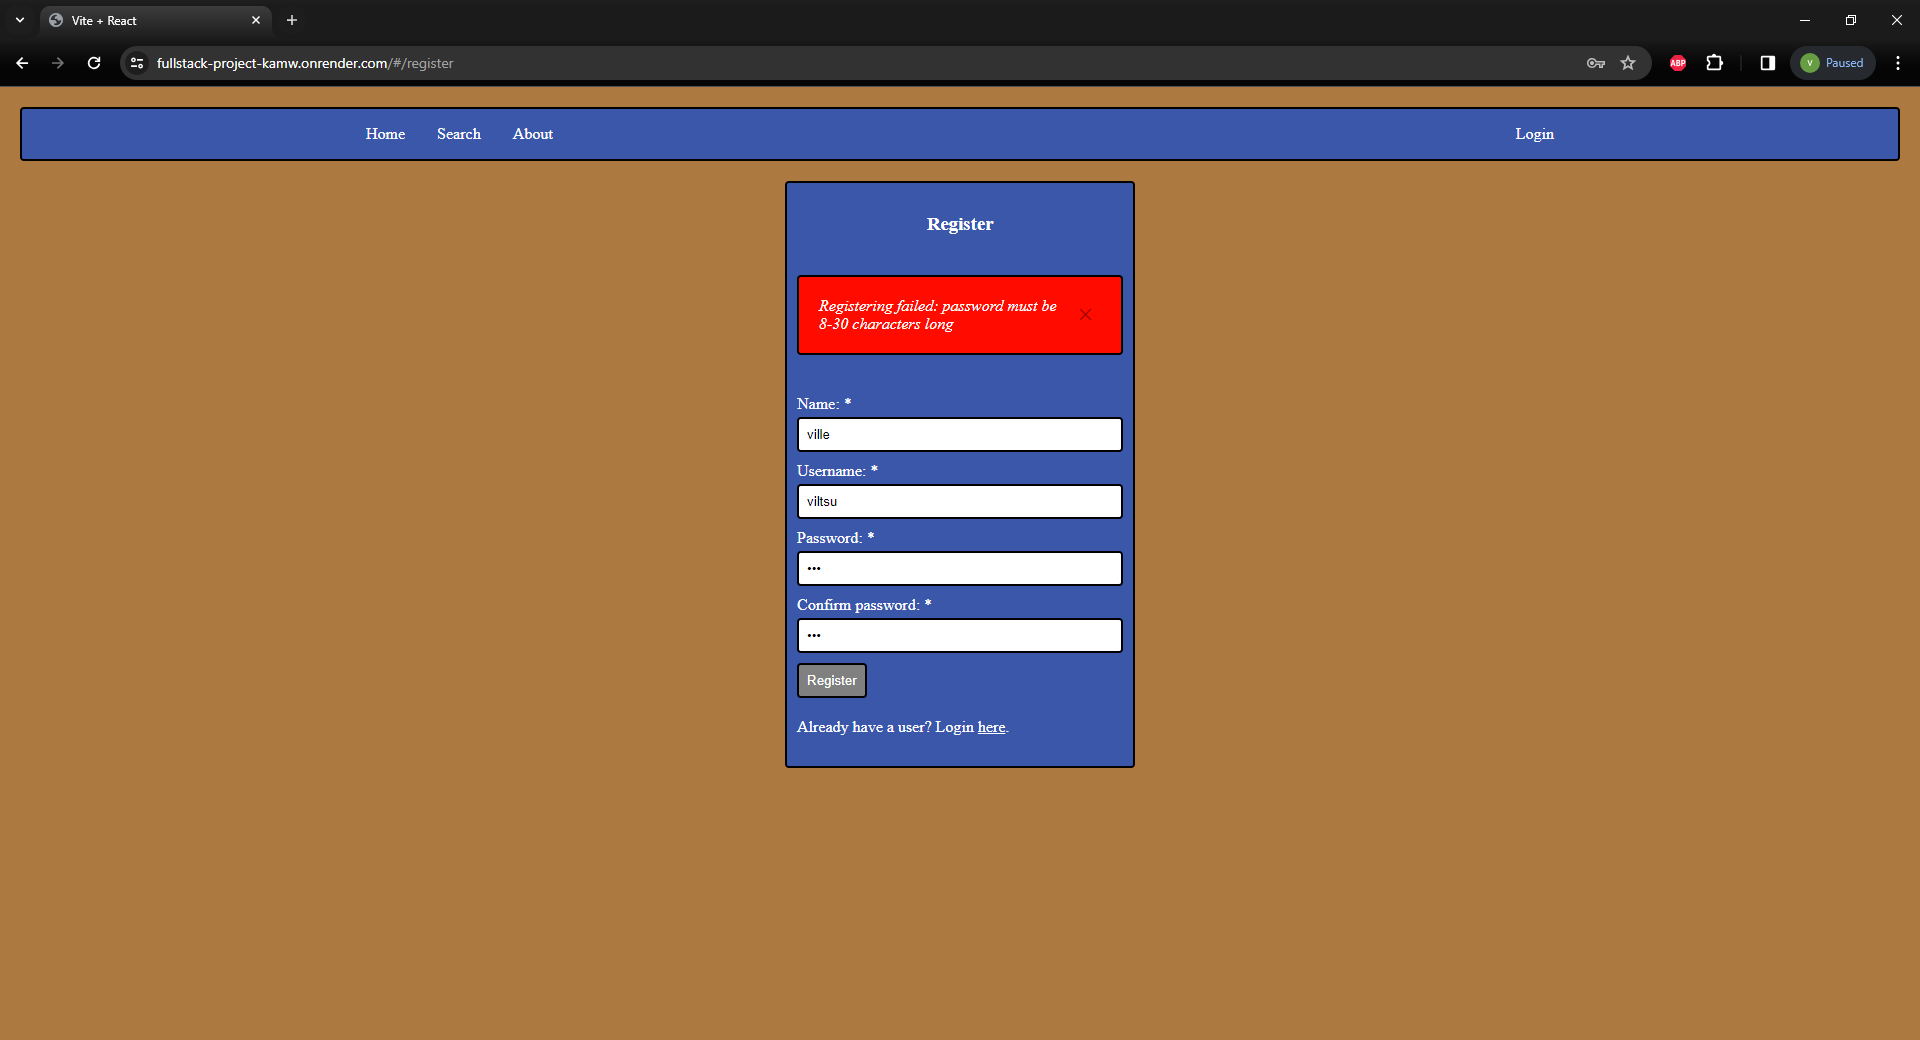 Vite + React
fullstack-project-kamw.onrender.com/#/register
ABP
V
Paused
Home Search About Login
Register
Registering failed: password must be
8-30 characters long
Name: *
ville
Username: *
viltsu
Password: *
•••
Confirm password: *
•••
Register
Already have a user? Login here.